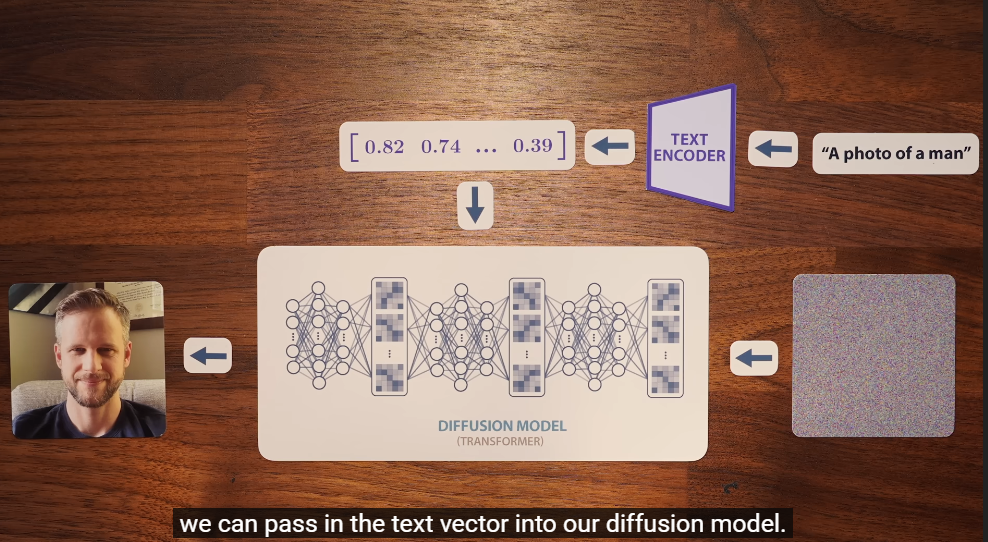 [ 0.82 0.74 ... 0.39 ]
TEXT
ENCODER
“A photo of a man”
DIFFUSION MODEL
(TRANSFORMER)
we can pass in the text vector into our diffusion model.